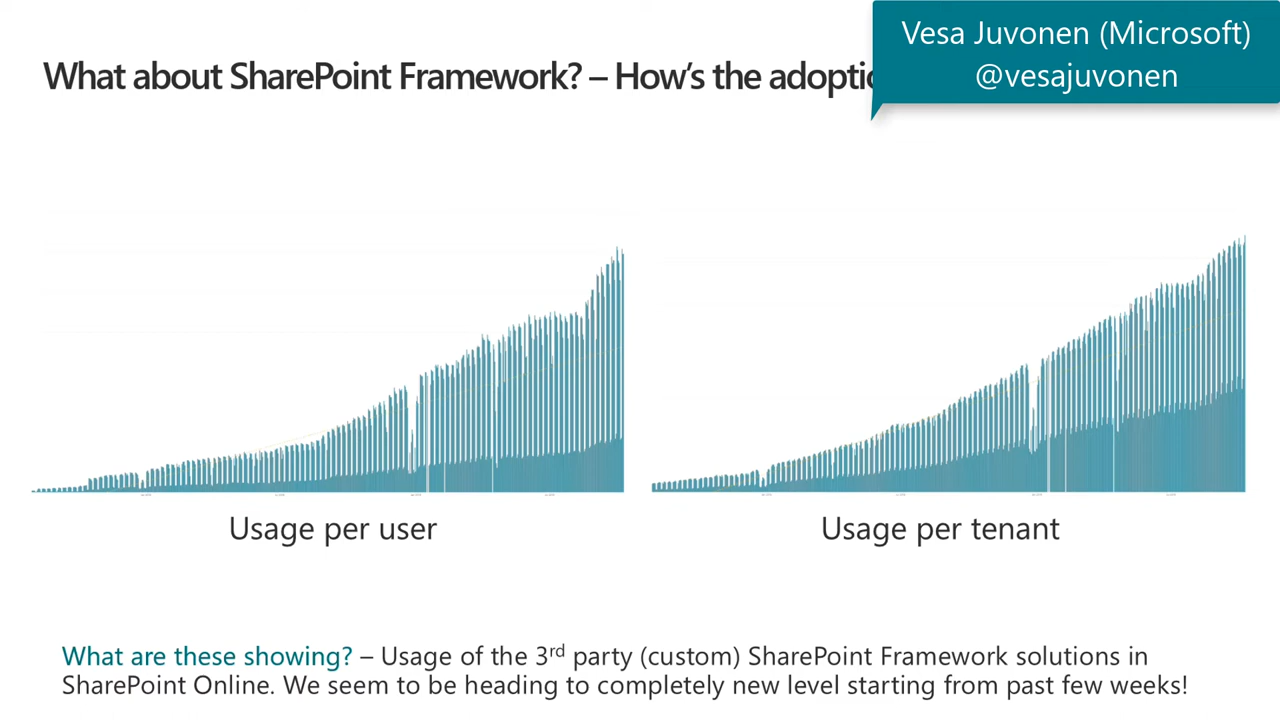 Vesa Juvonen (Microsoft)
@vesajuvonen
What about SharePoint Framework? – How's the adoptio
Usage per user
Usage per tenant
What are these showing? – Usage of the 3rd party (custom) SharePoint Framework solutions in
SharePoint Online. We seem to be heading to completely new level starting from past few weeks!